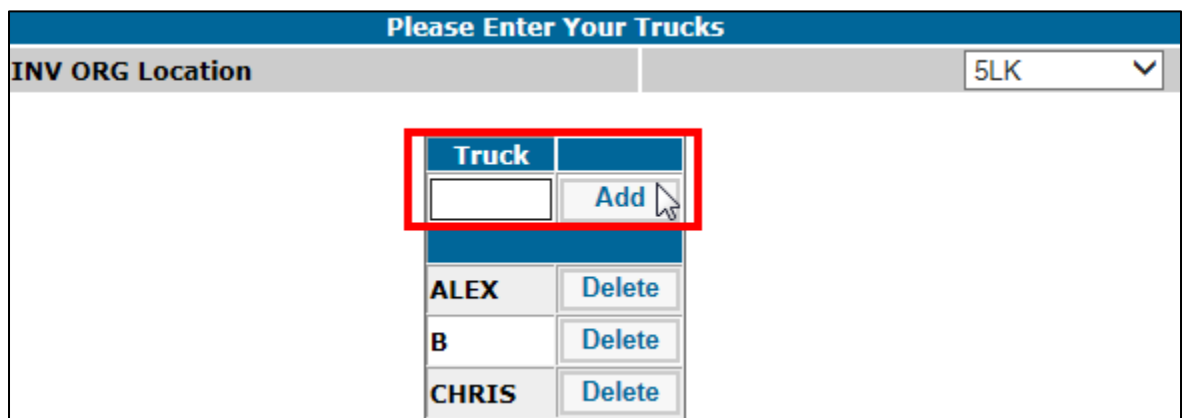 Please Enter Your Trucks
INV ORG Location 5LK
Truck
Add
ALEX Delete
B Delete
CHRIS Delete